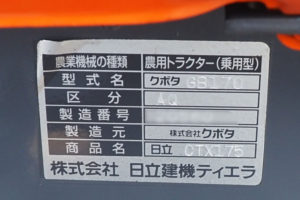 農業機械の種類 農用トラクター(乗用型)
型式名 クボタ GB170
区分 AQ
製造番号
製造元 株式会社クボタ
商品名 日立 CTX175
株式会社 日立建機ティエラ